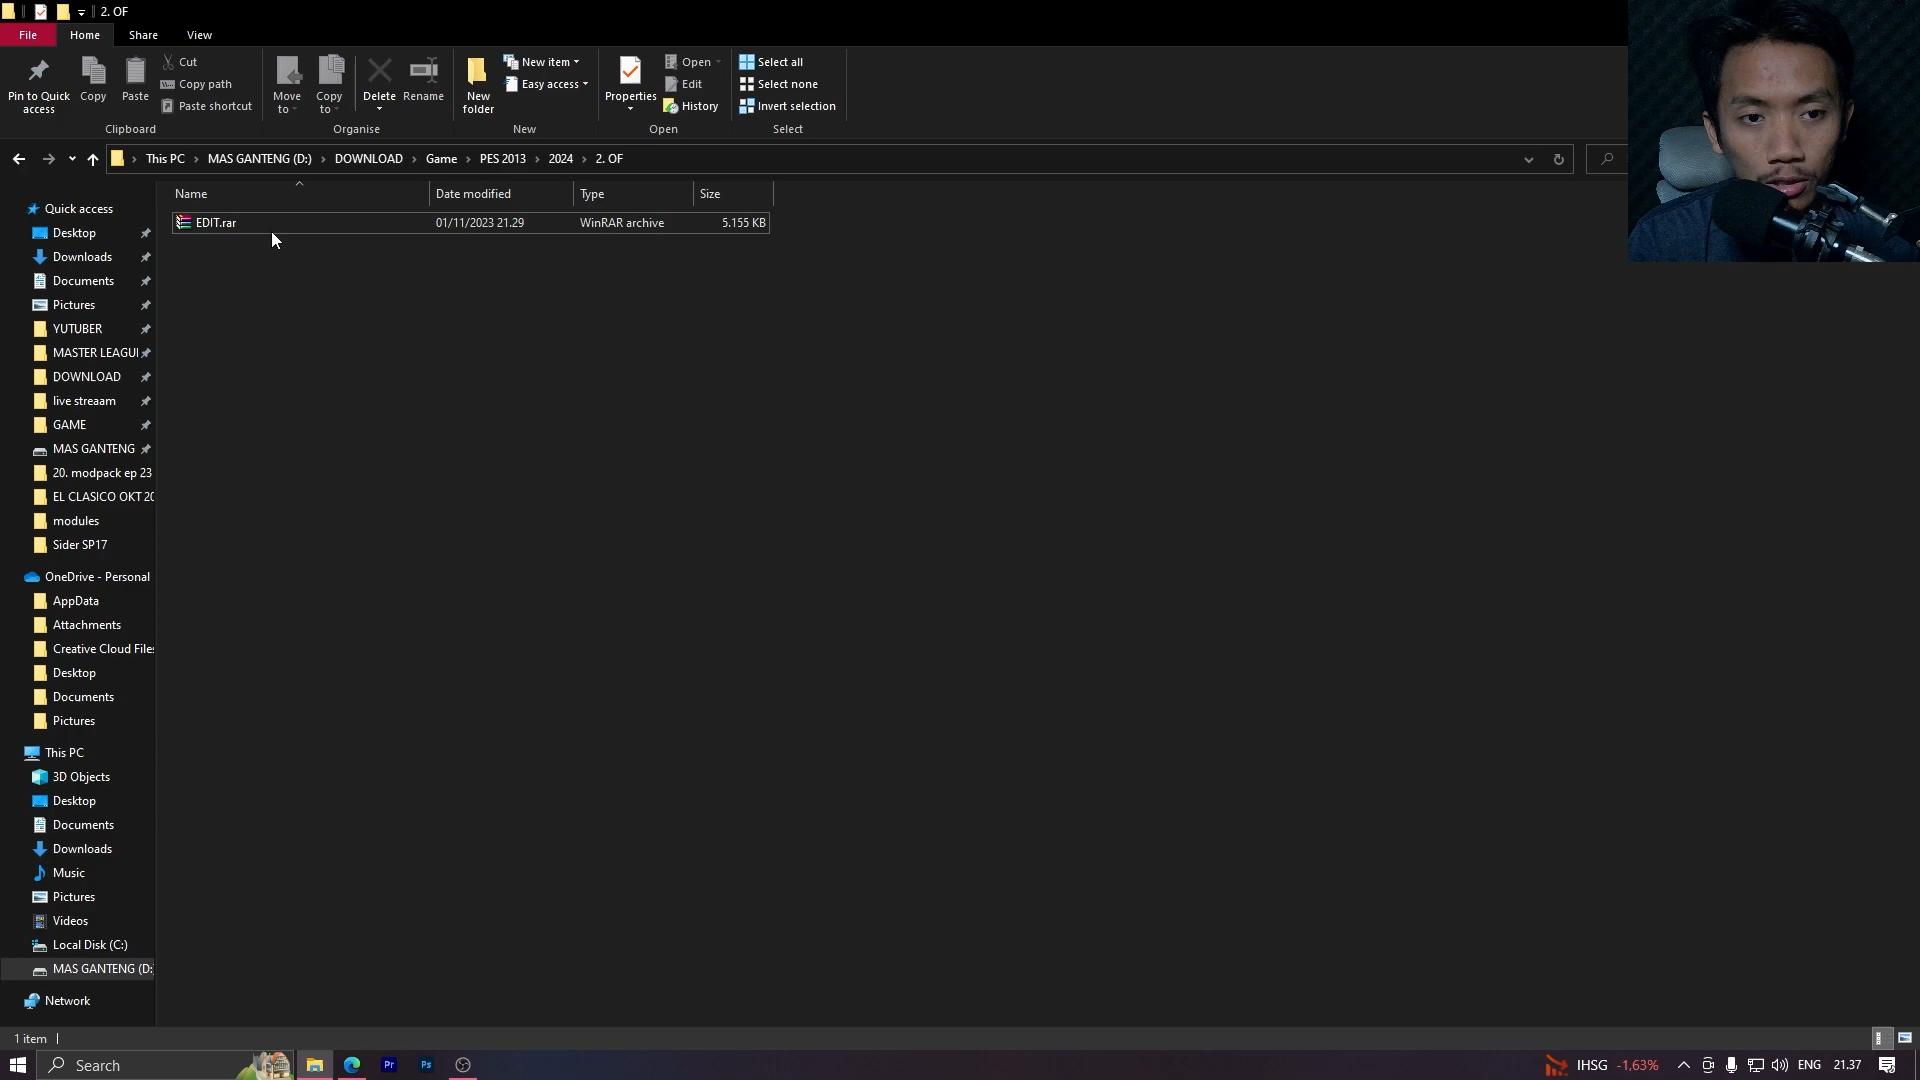 2. OF
File Home Share View
Pin to Quick access
Copy
Paste
Cut
Copy path
Paste shortcut
Clipboard
Move to
Copy to
Delete
Rename
Organise
New folder
New item
Easy access
New
Properties
Open
Edit
History
Open
Select all
Select none
Invert selection
Select
This PC › MAS GANTENG (D:) › DOWNLOAD › Game › PES 2013 › 2024 › 2. OF
Name Date modified Type Size
EDIT.rar 01/11/2023 21.29 WinRAR archive 5.155 KB
Quick access
Desktop
Downloads
Documents
Pictures
YUTUBER
MASTER LEAGU
DOWNLOAD
live streaam
GAME
MAS GANTENG
20. modpack ep 23
EL CLASICO OKT 20
modules
Sider SP17
OneDrive - Personal
AppData
Attachments
Creative Cloud Files
Desktop
Documents
Pictures
This PC
3D Objects
Desktop
Documents
Downloads
Music
Pictures
Videos
Local Disk (C:)
MAS GANTENG (D:
Network
1 item
Search
Pr
Ps
IHSG -1,63%
ENG 21.37